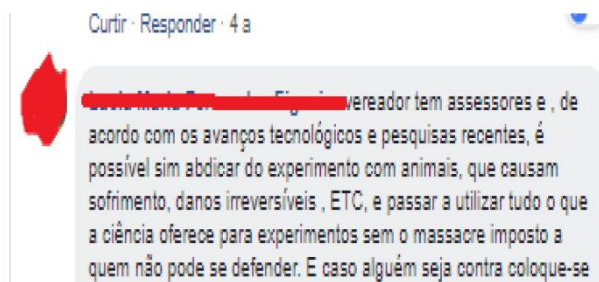 Curtir · Responder · 4 a
vereador tem assessores e , de
acordo com os avanços tecnológicos e pesquisas recentes, é
possível sim abdicar do experimento com animais, que causam
sofrimento, danos irreversíveis , ETC, e passar a utilizar tudo o que
a ciência oferece para experimentos sem o massacre imposto a
quem não pode se defender. E caso alguém seja contra coloque-se